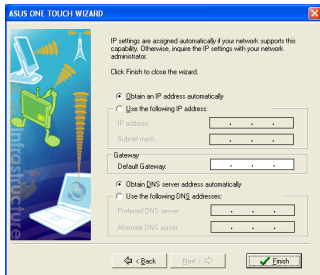 ASUS ONE TOUCH WIZARD
IP settings are assigned automatically if your network supports this
capability. Otherwise, inquire the IP settings with your network
administrator.
Click Finish to close the wizard.
Obtain an IP address automatically
Use the following IP address:
IP address:
Subnet mask:
Gateway
Default Gateway:
Obtain DNS server address automatically
Use the following DNS addresses:
Preferred DNS server:
Alternate DNS server:
Infrastructure
< Back
Next >
Finish